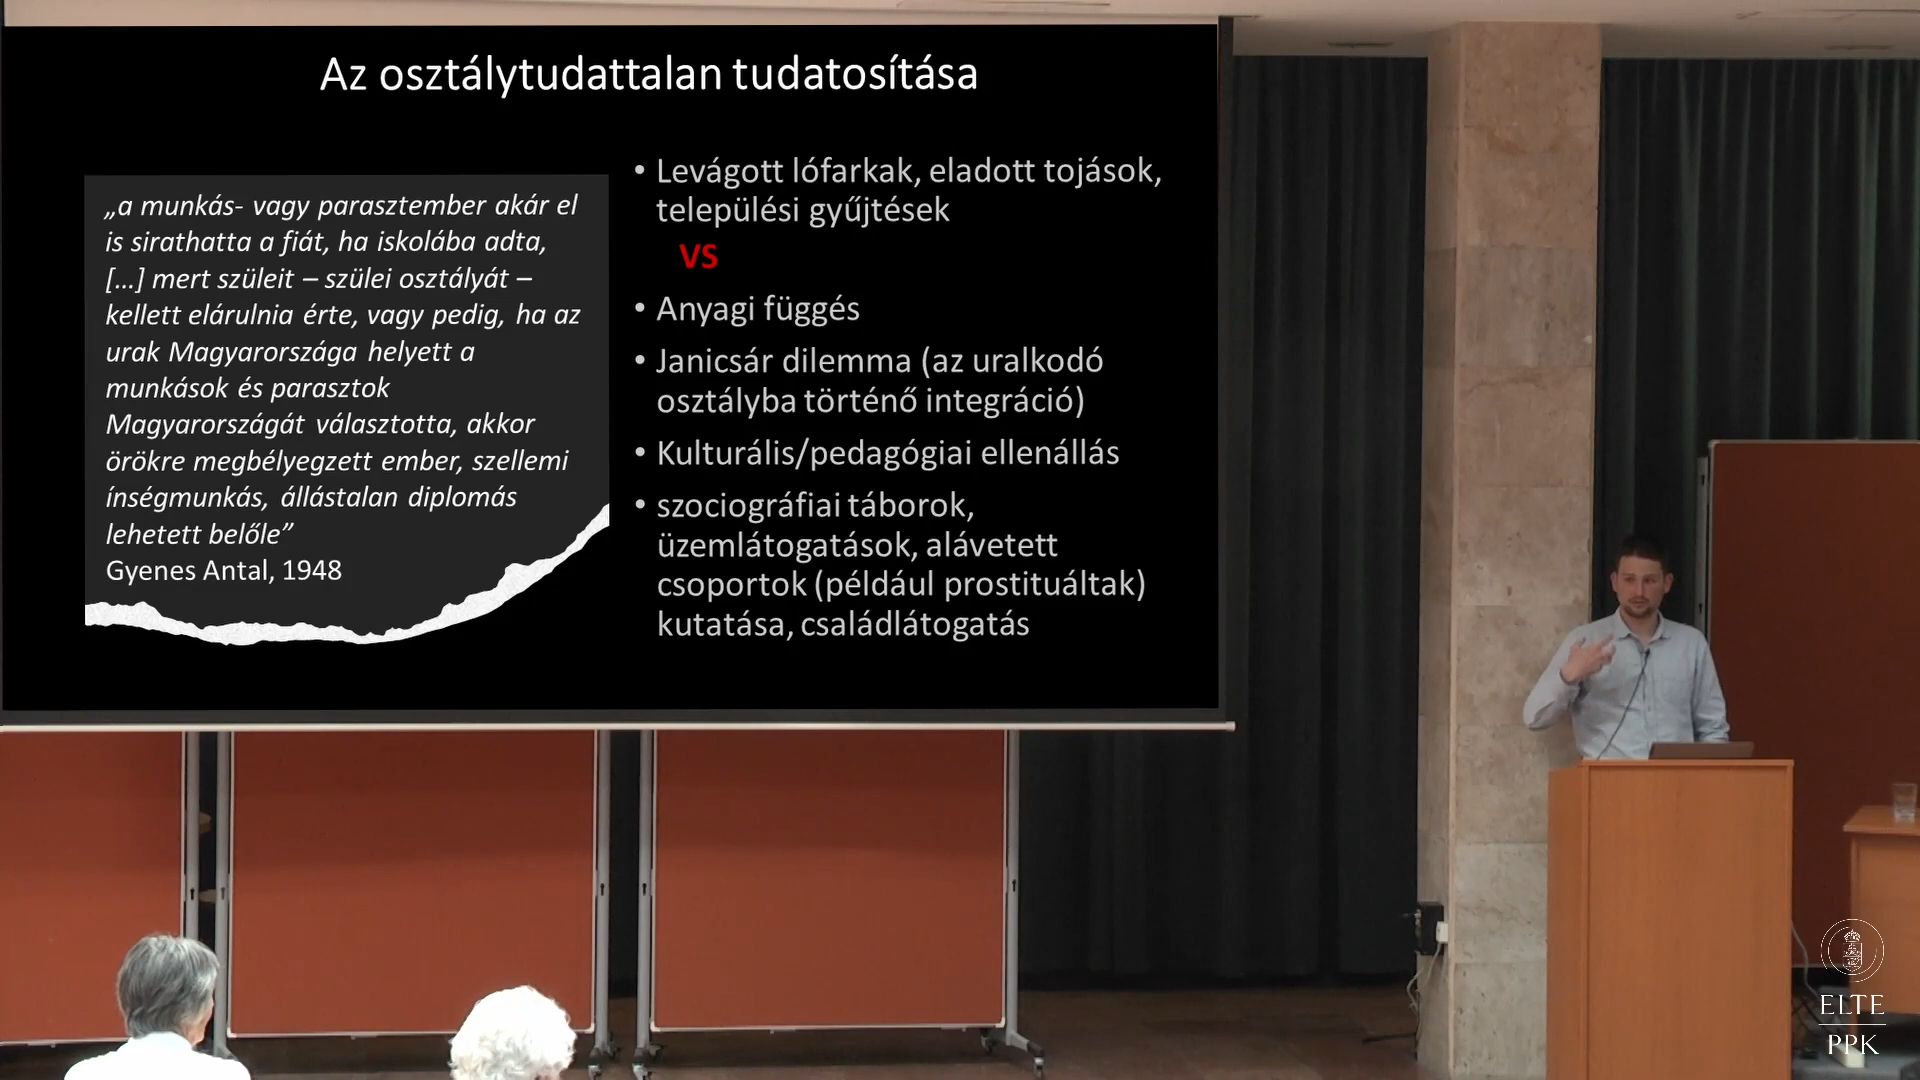 Az osztálytudattalan tudatosítása
„a munkás- vagy parasztember akár el
is sirathatta a fiát, ha iskolába adta,
[…] mert szüleit – szülei osztályát –
kellett elárulnia érte, vagy pedig, ha az
urak Magyarországa helyett a
munkások és parasztok
Magyarországát választotta, akkor
örökre megbélyegzett ember, szellemi
ínségmunkás, állástalan diplomás
lehetett belőle”
Gyenes Antal, 1948
• Levágott lófarkak, eladott tojások,
települési gyűjtések
VS
• Anyagi függés
• Janicsár dilemma (az uralkodó
osztályba történő integráció)
• Kulturális/pedagógiai ellenállás
• szociográfiai táborok,
üzemlátogatások, alávetett
csoportok (például prostituáltak)
kutatása, családlátogatás
ELTE
PPK